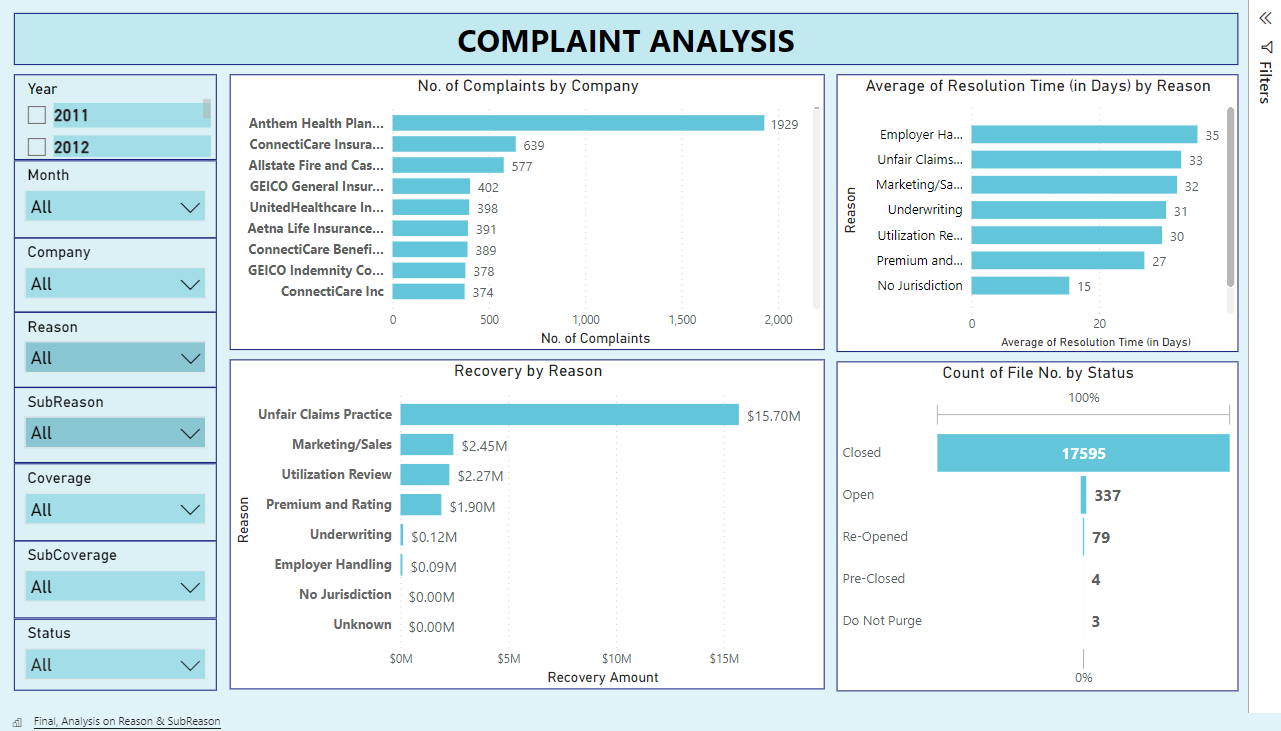 COMPLAINT ANALYSIS
Filters
Year
2011
2012
Month
All
Company
All
Reason
All
SubReason
All
Coverage
All
SubCoverage
All
Status
All
No. of Complaints by Company
Anthem Health Plan... 1929
ConnectiCare Insura... 639
Allstate Fire and Cas... 577
GEICO General Insur... 402
UnitedHealthcare In... 398
Aetna Life Insurance... 391
ConnectiCare Benefi... 389
GEICO Indemnity Co... 378
ConnectiCare Inc 374
0 500 1,000 1,500 2,000
No. of Complaints
Average of Resolution Time (in Days) by Reason
Reason
Employer Ha... 35
Unfair Claims... 33
Marketing/Sa... 32
Underwriting 31
Utilization Re... 30
Premium and... 27
No Jurisdiction 15
0 20
Average of Resolution Time (in Days)
Recovery by Reason
Reason
Unfair Claims Practice $15.70M
Marketing/Sales $2.45M
Utilization Review $2.27M
Premium and Rating $1.90M
Underwriting $0.12M
Employer Handling $0.09M
No Jurisdiction $0.00M
Unknown $0.00M
$0M $5M $10M $15M
Recovery Amount
Count of File No. by Status
100%
Closed 17595
Open 337
Re-Opened 79
Pre-Closed 4
Do Not Purge 3
0%
Final, Analysis on Reason & SubReason